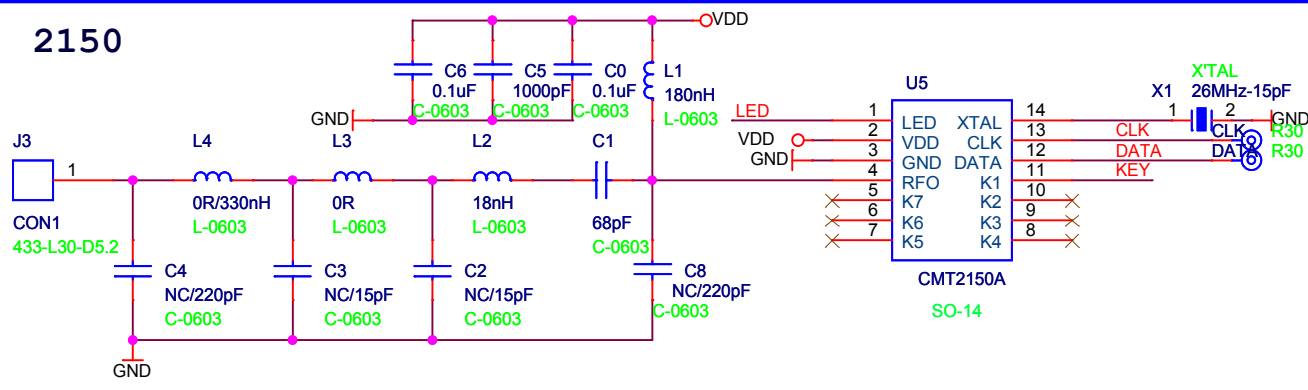 2150
VDD
C6
0.1uF
C-0603
C5
1000pF
C-0603
C0
0.1uF
C-0603
L1
180nH
L-0603
GND
J3
1
CON1
433-L30-D5.2
L4
0R/330nH
L-0603
L3
0R
L-0603
L2
18nH
L-0603
C1
68pF
C-0603
C4
NC/220pF
C-0603
C3
NC/15pF
C-0603
C2
NC/15pF
C-0603
C8
NC/220pF
C-0603
GND
LED
VDD
GND
U5
1 LED XTAL 14
2 VDD CLK 13
3 GND DATA 12
4 RFO K1 11
5 K7 K2 10
6 K6 K3 9
7 K5 K4 8
CMT2150A
SO-14
X'TAL
X1 26MHz-15pF
1 2
GND
CLK CLK R30
DATA DATA R30
KEY